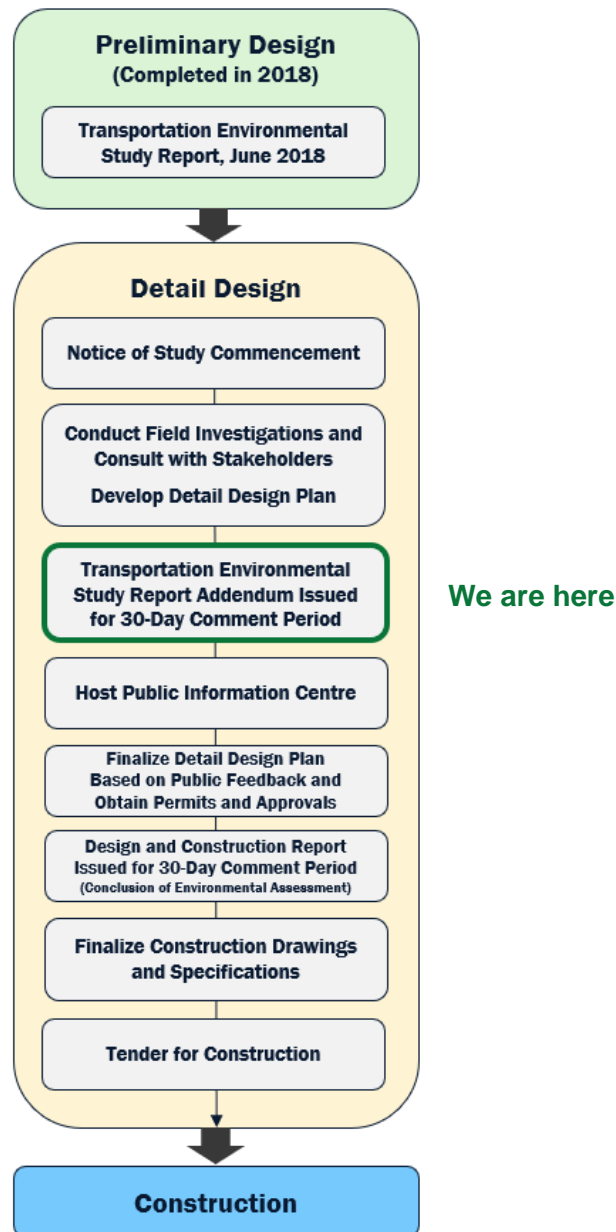 Preliminary Design
(Completed in 2018)
Transportation Environmental
Study Report, June 2018
Detail Design
Notice of Study Commencement
Conduct Field Investigations and
Consult with Stakeholders
Develop Detail Design Plan
Transportation Environmental
Study Report Addendum Issued
for 30-Day Comment Period
We are here
Host Public Information Centre
Finalize Detail Design Plan
Based on Public Feedback and
Obtain Permits and Approvals
Design and Construction Report
Issued for 30-Day Comment Period
(Conclusion of Environmental Assessment)
Finalize Construction Drawings
and Specifications
Tender for Construction
Construction